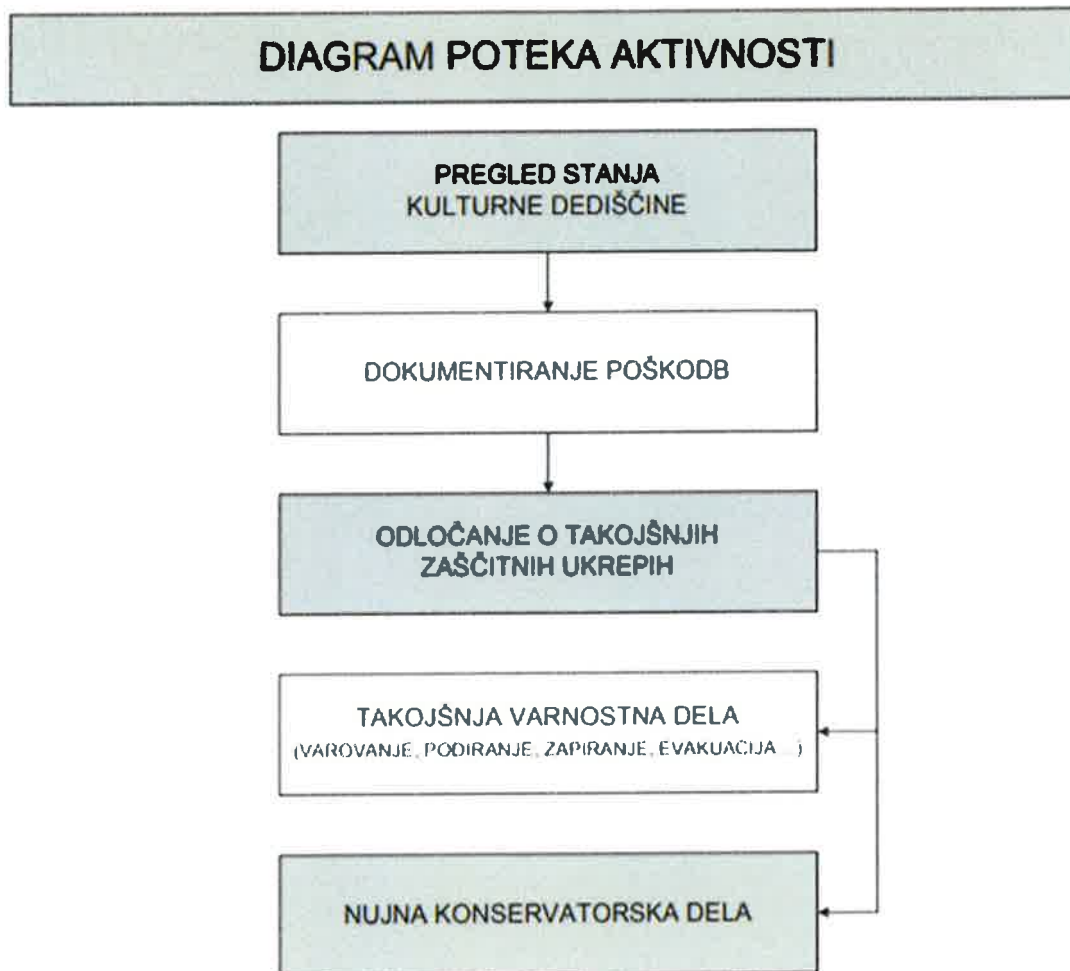 DIAGRAM POTEKA AKTIVNOSTI
PREGLED STANJA
KULTURNE DEDIŠČINE
DOKUMENTIRANJE POŠKODB
ODLOČANJE O TAKOJŠNJIH
ZAŠČITNIH UKREPIH
TAKOJŠNJA VARNOSTNA DELA
(VAROVANJE, PODIRANJE, ZAPIRANJE, EVAKUACIJA...)
NUJNA KONSERVATORSKA DELA